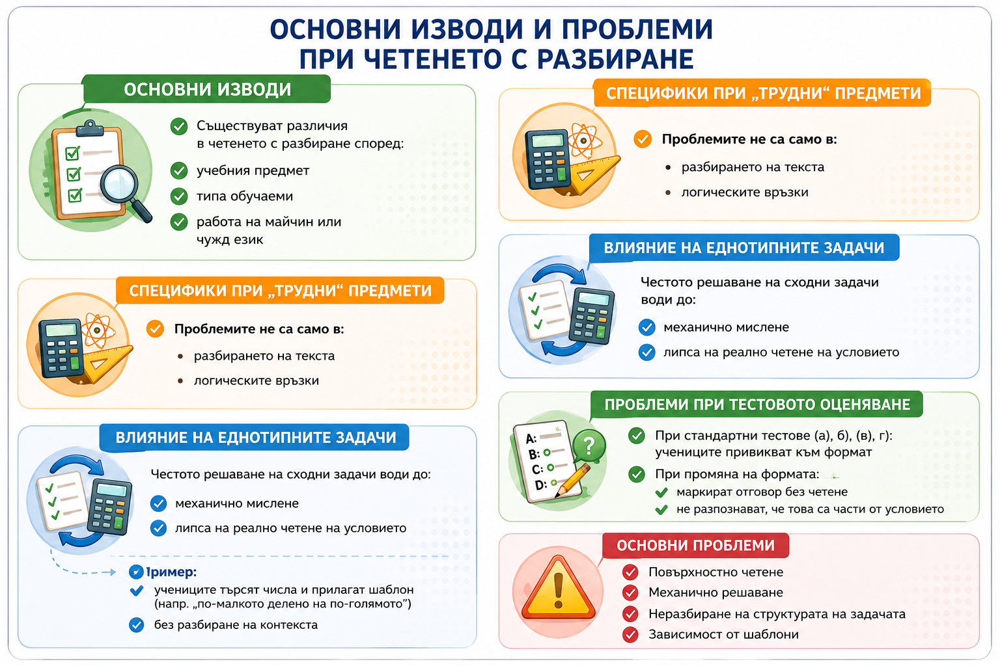 ОСНОВНИ ИЗВОДИ И ПРОБЛЕМИ
ПРИ ЧЕТЕНЕТО С РАЗБИРАНЕ
ОСНОВНИ ИЗВОДИ
Съществуват различия
в четенето с разбиране според:
учебния предмет
типа обучаеми
работа на майчин или
чужд език
СПЕЦИФИКИ ПРИ „ТРУДНИ“ ПРЕДМЕТИ
Проблемите не са само в:
• разбирането на текста
• логическите връзки
ВЛИЯНИЕ НА ЕДНОТИПНИТЕ ЗАДАЧИ
Честото решаване на сходни задачи води до:
механично мислене
липса на реално четене на условието
Пример:
учениците търсят числа и прилагат шаблон
(напр. „по-малкото делено на по-голямото”)
без разбиране на контекста
СПЕЦИФИКИ ПРИ „ТРУДНИ“ ПРЕДМЕТИ
Проблемите не са само в:
• разбирането на текста
• логическите връзки
ВЛИЯНИЕ НА ЕДНОТИПНИТЕ ЗАДАЧИ
Честото решаване на сходни задачи
води до:
механично мислене
липса на реално четене на условието
ПРОБЛЕМИ ПРИ ТЕСТОВОТО ОЦЕНЯВАНЕ
A:
B:
C:
D:
?
При стандартни тестове (а), б), (в), г):
учениците привикват към формат
При промяна на формата:
маркират отговор без четене
не разпознават, че това са части от условието
ОСНОВНИ ПРОБЛЕМИ
!
Повърхностно четене
Механично решаване
Неразбиране на структурата на задачата
Зависимост от шаблони